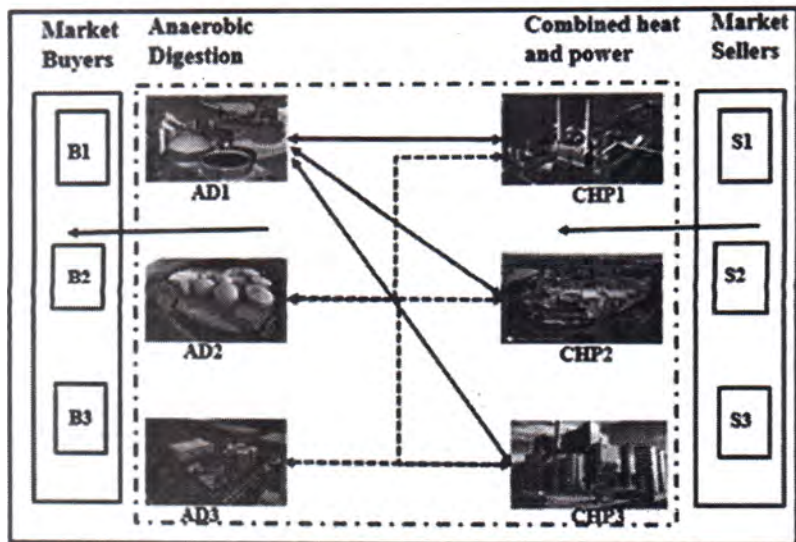 Market
Buyers
Anaerobic
Digestion
Combined heat
and power
Market
Sellers
B1
AD1
CHP1
S1
B2
AD2
CHP2
S2
B3
AD3
CHP3
S3